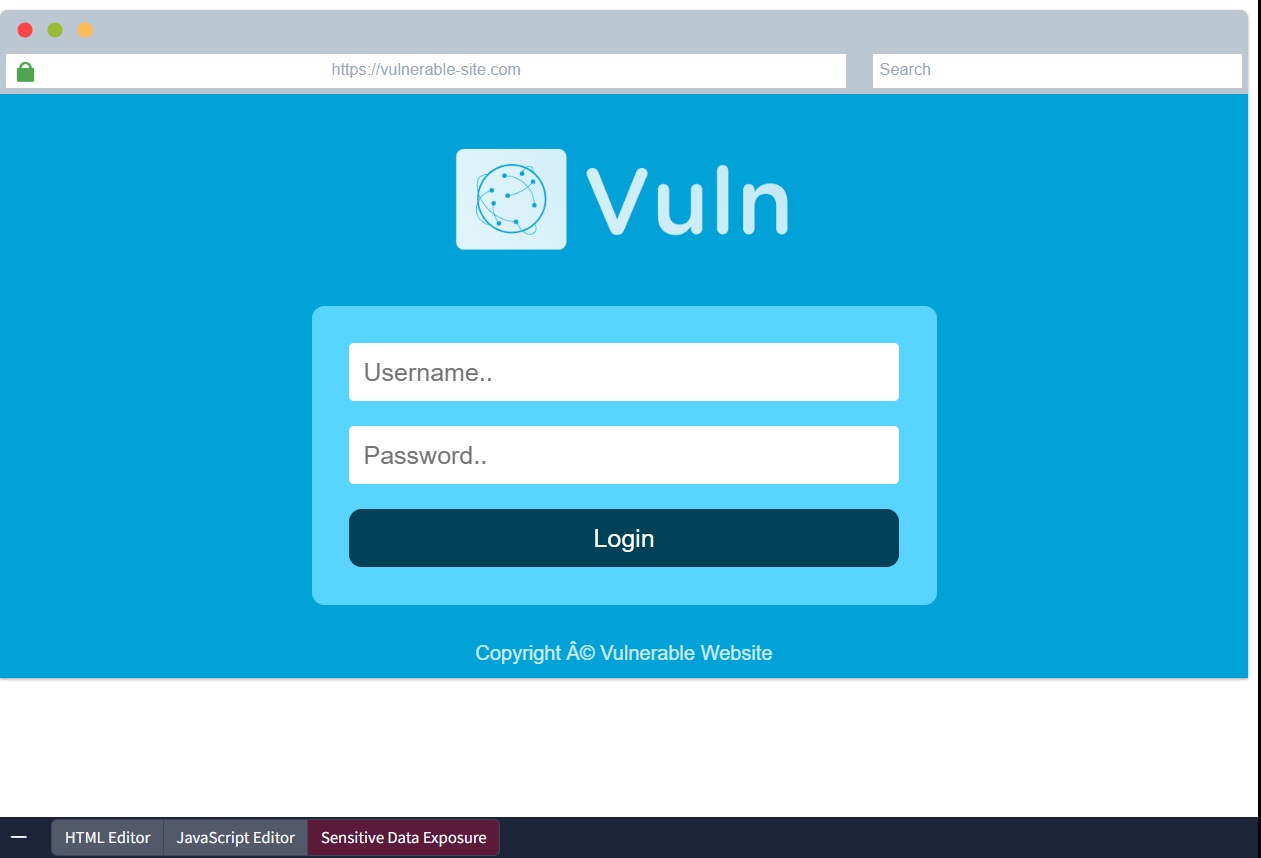 https://vulnerable-site.com Search
Vuln
Username..
Password..
Login
Copyright Â© Vulnerable Website
HTML Editor JavaScript Editor Sensitive Data Exposure